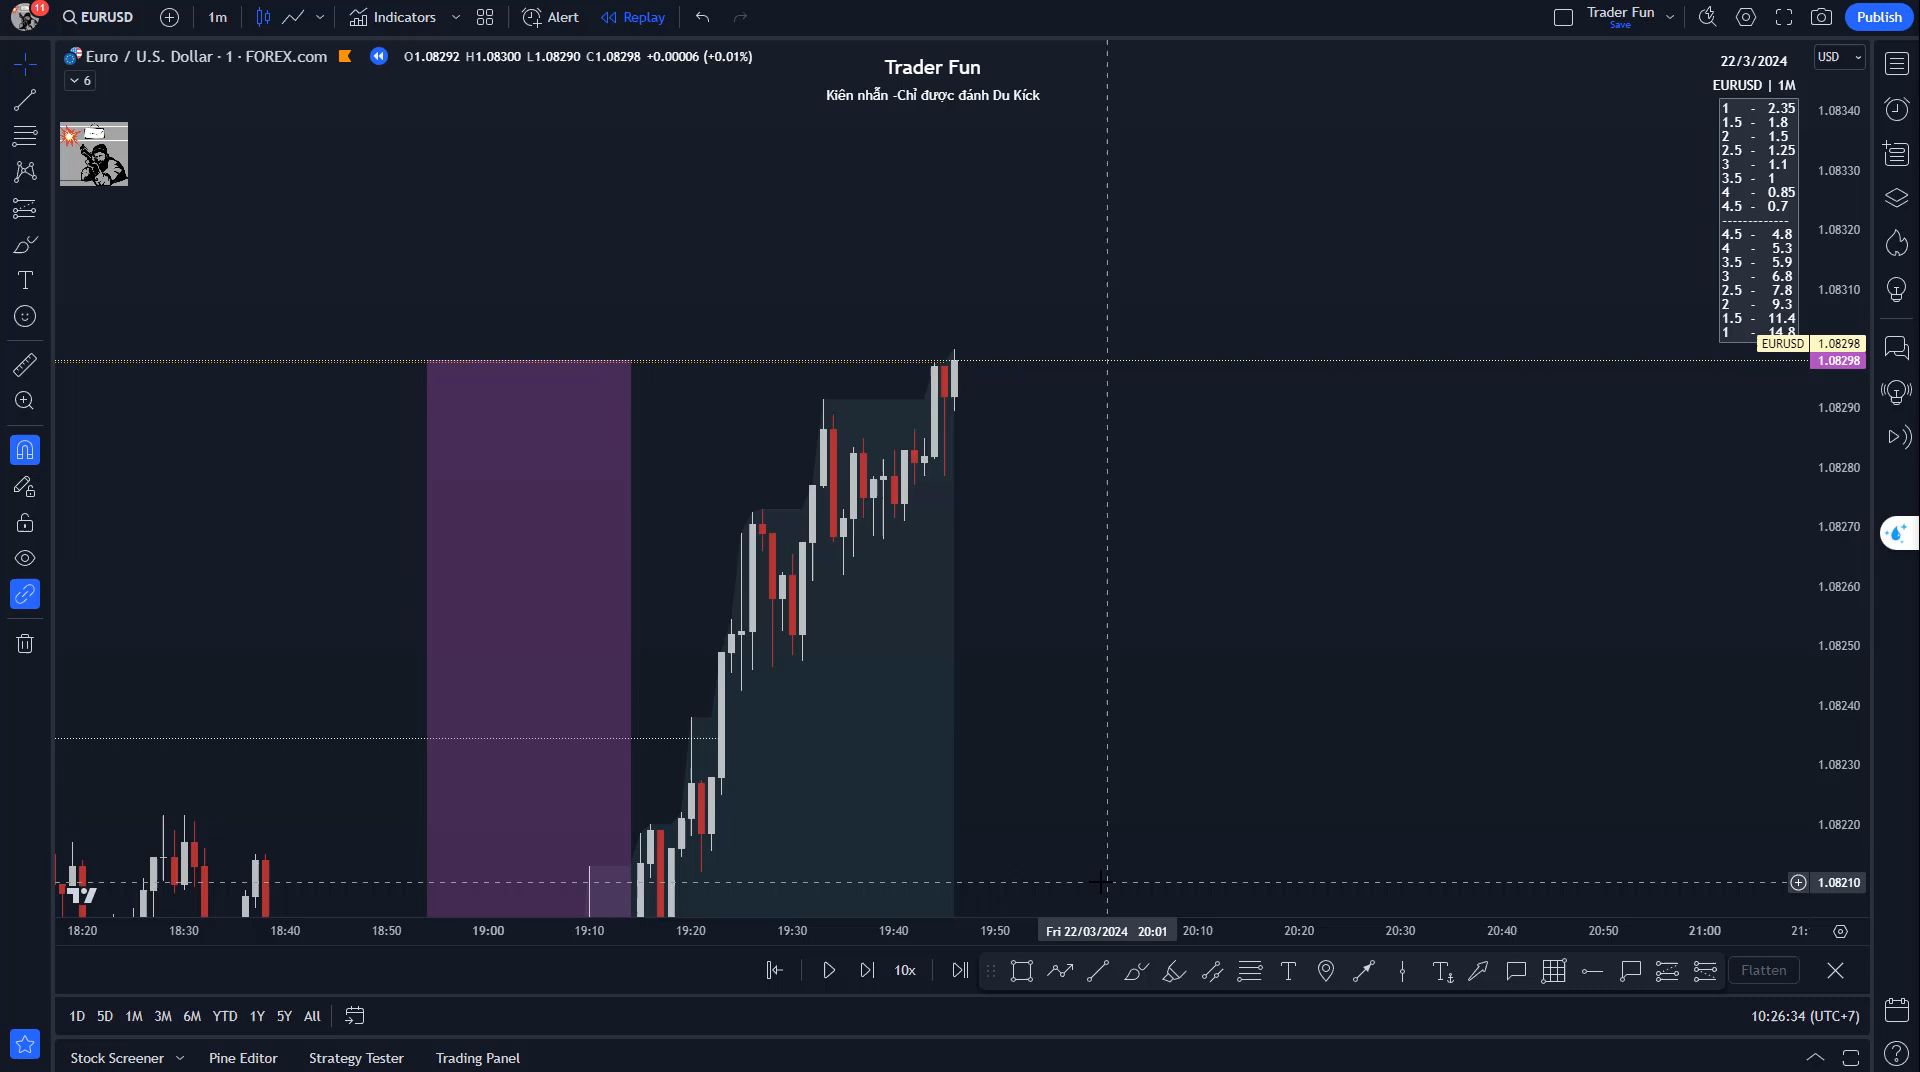 11
EURUSD
1m
Indicators
Alert
Replay
Trader Fun
Save
Publish
Euro / U.S. Dollar · 1 · FOREX.com
O1.08292 H1.08300 L1.08290 C1.08298 +0.00006 (+0.01%)
6
Trader Fun
Kiên nhẫn -Chỉ được đánh Du Kích
22/3/2024
USD
EURUSD | 1M
1 - 2.35
1.5 - 1.8
2 - 1.5
2.5 - 1.25
3 - 1.1
3.5 - 1
4 - 0.85
4.5 - 0.7
-------------
4.5 - 4.8
4 - 5.3
3.5 - 5.9
3 - 6.8
2.5 - 7.8
2 - 9.3
1.5 - 11.4
1 - 14.8
1.08340
1.08330
1.08320
1.08310
EURUSD 1.08298
1.08298
1.08290
1.08280
1.08270
1.08260
1.08250
1.08240
1.08230
1.08220
1.08210
18:20 18:30 18:40 18:50 19:00 19:10 19:20 19:30 19:40 19:50 Fri 22/03/2024 20:01 20:10 20:20 20:30 20:40 20:50 21:00 21:
10x
Flatten
1D 5D 1M 3M 6M YTD 1Y 5Y All
10:26:34 (UTC+7)
Stock Screener Pine Editor Strategy Tester Trading Panel